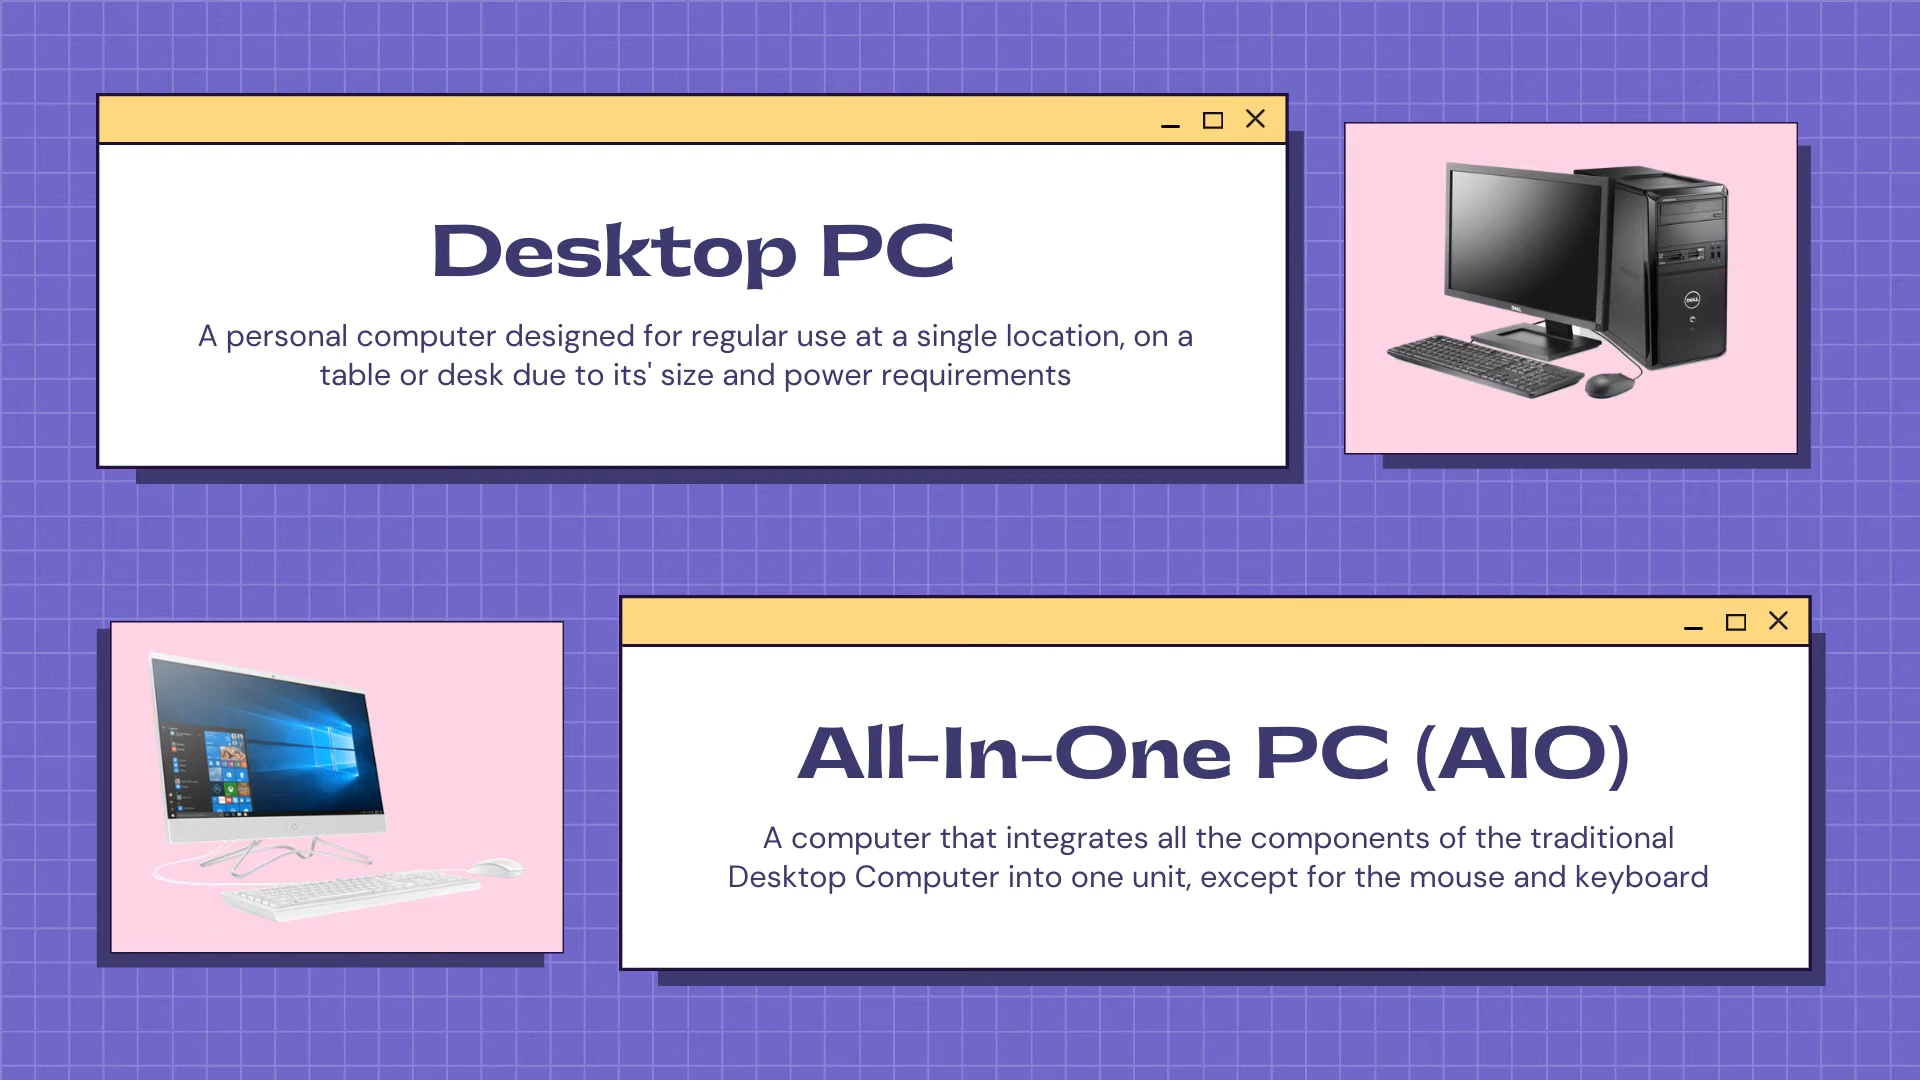 Desktop PC
A personal computer designed for regular use at a single location, on a
table or desk due to its' size and power requirements
DELL
DELL
All-In-One PC (AIO)
A computer that integrates all the components of the traditional
Desktop Computer into one unit, except for the mouse and keyboard